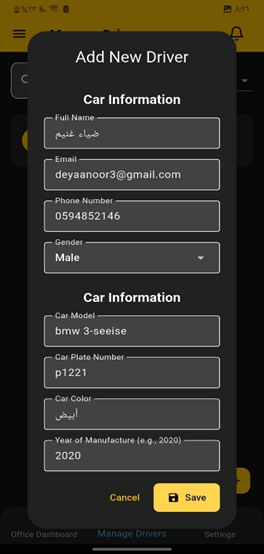 ٨:٢٦
Add New Driver
Car Information
Full Name
ضياء غنيم
Email
deyaanoor3@gmail.com
Phone Number
0594852146
Gender
Male
Car Information
Car Model
bmw 3-seeise
Car Plate Number
p1221
Car Color
أبيض
Year of Manufacture (e.g., 2020)
2020
Cancel
Save
Office Dashboard
Manage Drivers
Settings